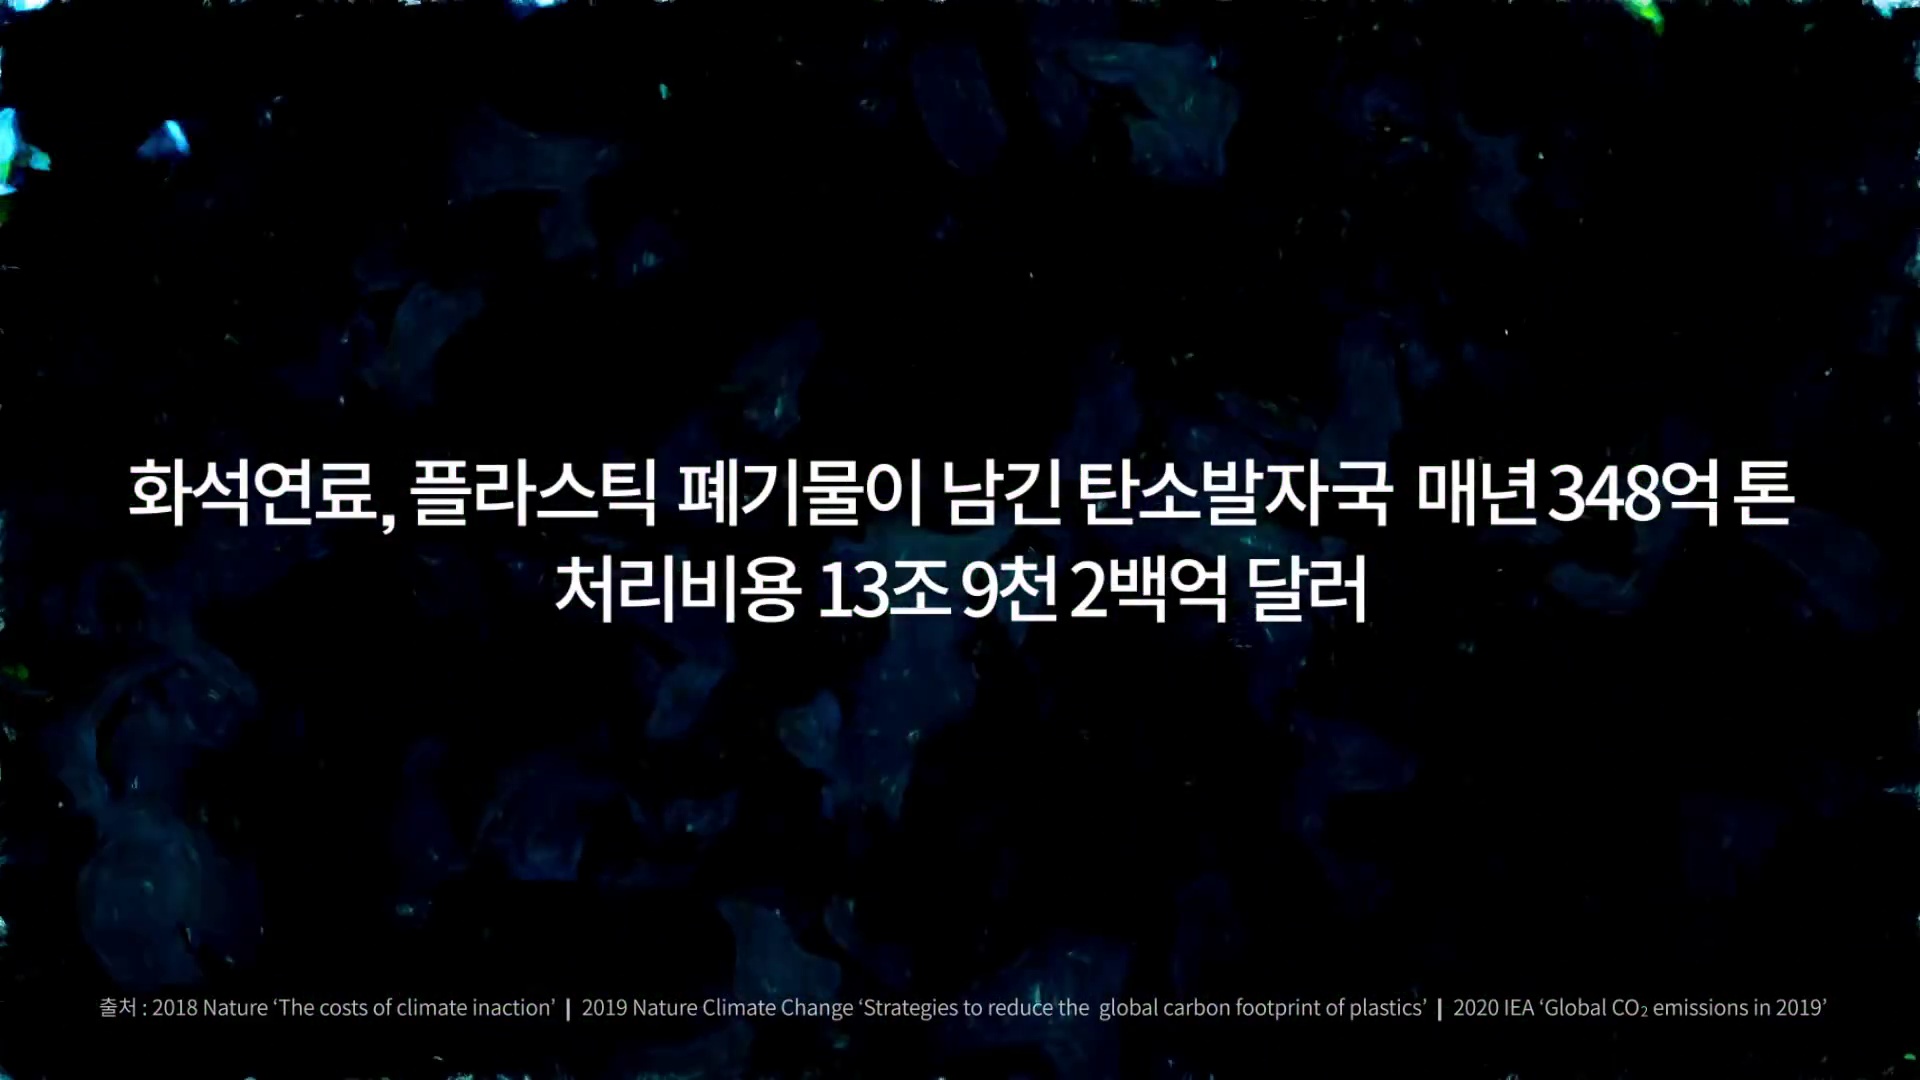 화석연료, 플라스틱 폐기물이 남긴 탄소발자국 매년 348억 톤
처리비용 13조 9천 2백억 달러
출처 : 2018 Nature ‘The costs of climate inaction’ | 2019 Nature Climate Change ‘Strategies to reduce the global carbon footprint of plastics’ | 2020 IEA ‘Global CO₂ emissions in 2019’